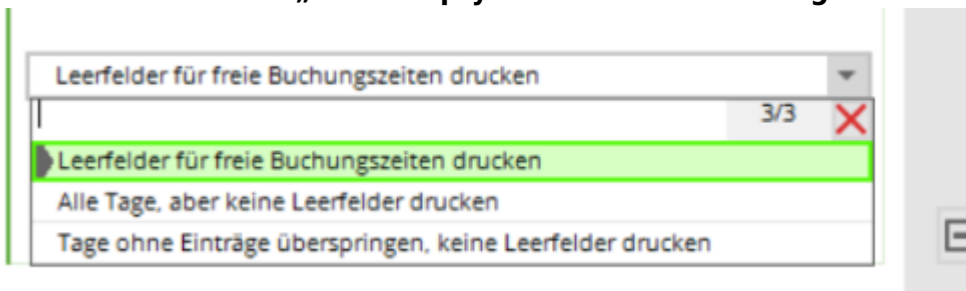 Leerfelder für freie Buchungszeiten drucken
3/3
Leerfelder für freie Buchungszeiten drucken
Alle Tage, aber keine Leerfelder drucken
Tage ohne Einträge überspringen, keine Leerfelder drucken